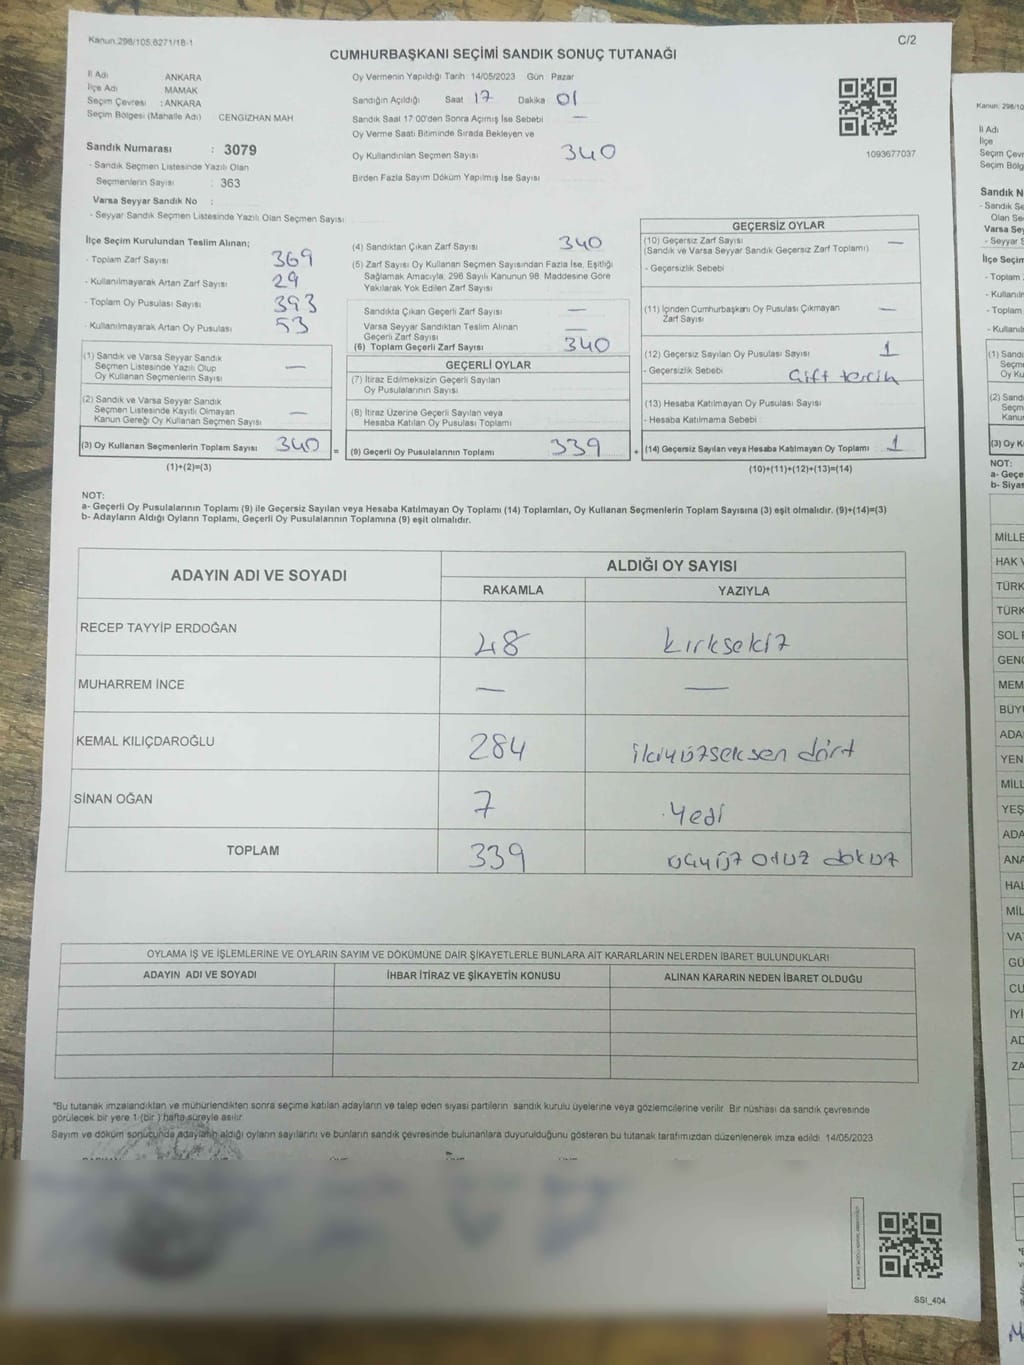 Kanun.298/105.6271/18-1
C/2
CUMHURBAŞKANI SEÇİMİ SANDIK SONUÇ TUTANAĞI
İl Adı ANKARA
İlçe Adı MAMAK
Seçim Çevresi : ANKARA
Seçim Bölgesi (Mahalle Adı) CENGİZHAN MAH
Sandık Numarası : 3079
- Sandık Seçmen Listesinde Yazılı Olan
Seçmenlerin Sayısı : 363
Varsa Seyyar Sandık No :
- Seyyar Sandık Seçmen Listesinde Yazılı Olan Seçmen Sayısı
Oy Vermenin Yapıldığı Tarih 14/05/2023 Gün Pazar
Sandığın Açıldığı Saat 17 Dakika 01
Sandık Saat 17 00'den Sonra Açımış İse Sebebi —
Oy Verme Saati Bitiminde Sırada Bekleyen ve
Oy Kullandırılan Seçmen Sayısı 340
Birden Fazla Sayım Döküm Yapılmış İse Sayısı
1093677037
İlçe Seçim Kurulundan Teslim Alınan;
- Toplam Zarf Sayısı 369
- Kullanılmayarak Artan Zarf Sayısı 29
- Toplam Oy Pusulası Sayısı 393
- Kullanılmayarak Artan Oy Pusulası 53
(1) Sandık ve Varsa Seyyar Sandık
Seçmen Listesinde Yazılı Olup
Oy Kullanan Seçmenlerin Sayısı —
(2) Sandık ve Varsa Seyyar Sandık
Seçmen Listesinde Kayıtlı Olmayan
Kanun Gereği Oy Kullanan Seçmen Sayısı —
(3) Oy Kullanan Seçmenlerin Toplam Sayısı 340 =
(1)+(2)=(3)
(4) Sandıktan Çıkan Zarf Sayısı 340
(5) Zarf Sayısı Oy Kullanan Seçmen Sayısından Fazla İse, Eşitliği
Sağlamak Amacıyla, 298 Sayılı Kanunun 98. Maddesine Göre
Yakılarak Yok Edilen Zarf Sayısı
Sandıkta Çıkan Geçerli Zarf Sayısı —
Varsa Seyyar Sandıktan Teslim Alınan
Geçerli Zarf Sayısı —
(6) Toplam Geçerli Zarf Sayısı 340
GEÇERLİ OYLAR
(7) İtiraz Edilmeksizin Geçerli Sayılan
Oy Pusulalarının Sayısı
(8) İtiraz Üzerine Geçerli Sayılan veya
Hesaba Katılan Oy Pusulası Toplamı
(9) Geçerli Oy Pusulalarının Toplamı 339 +
GEÇERSİZ OYLAR
(10) Geçersiz Zarf Sayısı —
(Sandık ve Varsa Seyyar Sandık Geçersiz Zarf Toplamı)
- Geçersizlik Sebebi
(11) İçinden Cumhurbaşkanı Oy Pusulası Çıkmayan
Zarf Sayısı —
(12) Geçersiz Sayılan Oy Pusulası Sayısı 1
- Geçersizlik Sebebi Çift tercih
(13) Hesaba Katılmayan Oy Pusulası Sayısı
- Hesaba Katılmama Sebebi
(14) Geçersiz Sayılan veya Hesaba Katılmayan Oy Toplamı 1
(10)+(11)+(12)+(13)=(14)
NOT:
a- Geçerli Oy Pusulalarının Toplamı (9) ile Geçersiz Sayılan veya Hesaba Katılmayan Oy Toplamı (14) Toplamları, Oy Kullanan Seçmenlerin Toplam Sayısına (3) eşit olmalıdır. (9)+(14)=(3)
b- Adayların Aldığı Oyların Toplamı, Geçerli Oy Pusulalarının Toplamına (9) eşit olmalıdır.
ADAYIN ADI VE SOYADI
ALDIĞI OY SAYISI
RAKAMLA YAZIYLA
RECEP TAYYİP ERDOĞAN 48 kırksekiz
MUHARREM İNCE — —
KEMAL KILIÇDAROĞLU 284 ikiyüzseksen dört
SİNAN OĞAN 7 Yedi
TOPLAM 339 üçyüz otuz dokuz
OYLAMA İŞ VE İŞLEMLERİNE VE OYLARIN SAYIM VE DÖKÜMÜNE DAİR ŞİKAYETLERLE BUNLARA AİT KARARLARIN NELERDEN İBARET BULUNDUKLARI
ADAYIN ADI VE SOYADI İHBAR İTİRAZ VE ŞİKAYETİN KONUSU ALINAN KARARIN NEDEN İBARET OLDUĞU
*Bu tutanak imzalandıktan ve mühürlendikten sonra seçime katılan adayların ve talep eden siyasi partilerin sandık kurulu üyelerine veya gözlemcilerine verilir. Bir nüshası da sandık çevresinde
görülecek bir yere 1 (bir) hafta süreyle asılır.
Sayım ve döküm sonucunda adayların aldığı oyların sayılarını ve bunların sandık çevresinde bulunanlara duyurulduğunu gösteren bu tutanak tarafımızdan düzenlenerek imza edildi. 14/05/2023
SSI_404